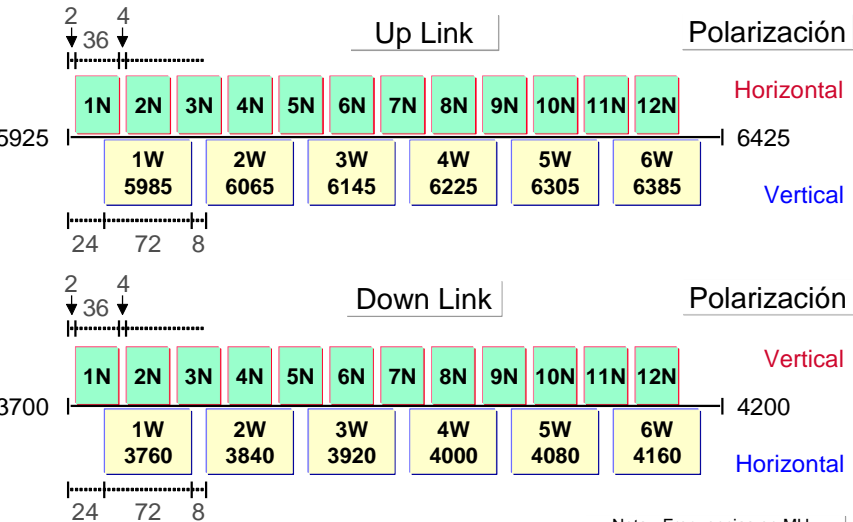 2 4
36
Up Link
Polarización
1N 2N 3N 4N 5N 6N 7N 8N 9N 10N 11N 12N
Horizontal
5925
6425
1W 2W 3W 4W 5W 6W
5985 6065 6145 6225 6305 6385
Vertical
24 72 8
2 4
36
Down Link
Polarización
1N 2N 3N 4N 5N 6N 7N 8N 9N 10N 11N 12N
Vertical
3700
4200
1W 2W 3W 4W 5W 6W
3760 3840 3920 4000 4080 4160
Horizontal
24 72 8